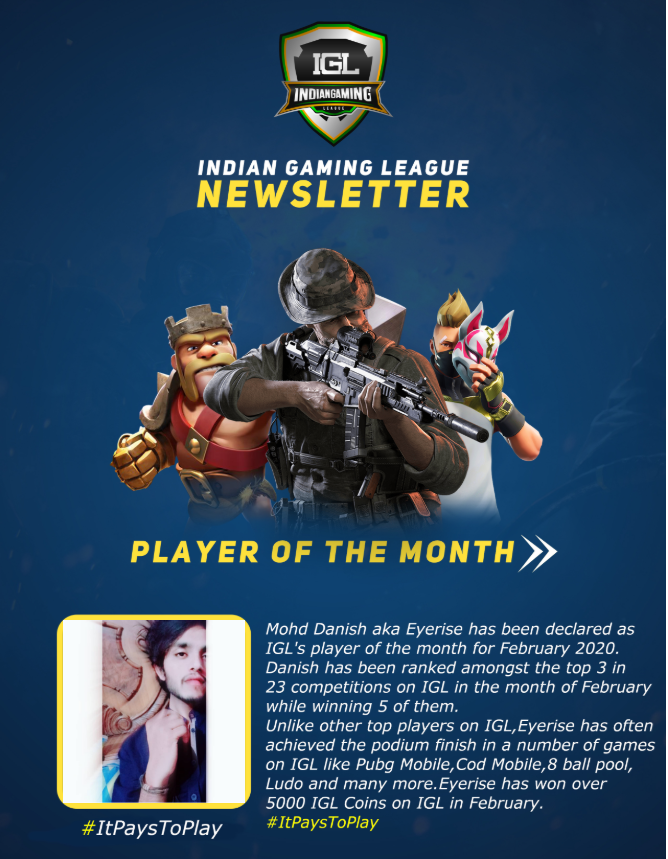 IGL
INDIANGAMING
LEAGUE
INDIAN GAMING LEAGUE
NEWSLETTER
PLAYER OF THE MONTH
Mohd Danish aka Eyerise has been declared as
IGL's player of the month for February 2020.
Danish has been ranked amongst the top 3 in
23 competitions on IGL in the month of February
while winning 5 of them.
Unlike other top players on IGL,Eyerise has often
achieved the podium finish in a number of games
on IGL like Pubg Mobile,Cod Mobile,8 ball pool,
Ludo and many more.Eyerise has won over
5000 IGL Coins on IGL in February.
#ItPaysToPlay
#ItPaysToPlay